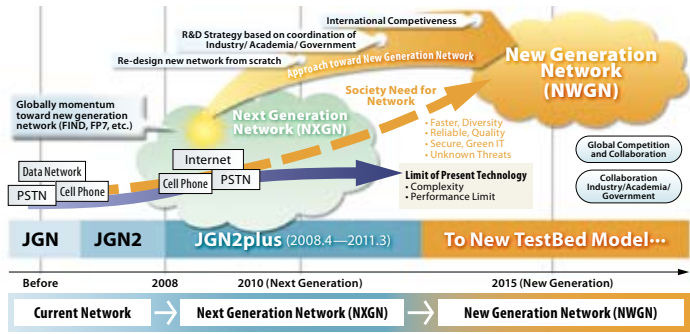 International Competiveness
R&D Strategy based on coordination of
Industry/ Academia/ Government
Re-design new network from scratch
Approach toward New Generation Network
New Generation
Network
(NWGN)
Society Need for
Network
Globally momentum
toward new generation
network (FIND, FP7, etc.)
Next Generation
Network (NXGN)
• Faster, Diversity
• Reliable, Quality
• Secure, Green IT
• Unknown Threats
Global Competition
and Collaboration
Data Network
PSTN
Cell Phone
Internet
Cell Phone
PSTN
Limit of Present Technology
• Complexity
• Performance Limit
Collaboration
Industry/Academia/
Government
JGN
JGN2
JGN2plus (2008.4—2011.3)
To New TestBed Model···
Before
2008
2010 (Next Generation)
2015 (New Generation)
Current Network
Next Generation Network (NXGN)
New Generation Network (NWGN)